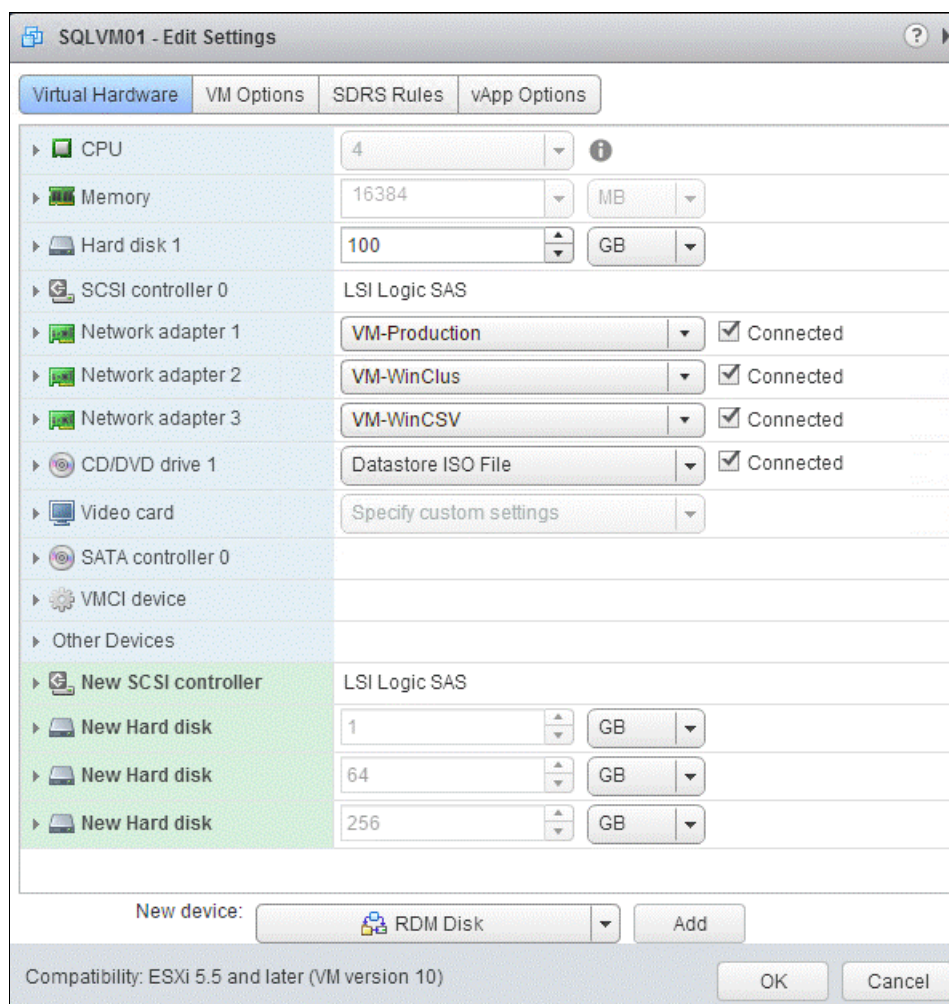 SQLVM01 - Edit Settings ?
Virtual Hardware VM Options SDRS Rules vApp Options
CPU 4 i
Memory 16384 MB
Hard disk 1 100 GB
SCSI controller 0 LSI Logic SAS
Network adapter 1 VM-Production Connected
Network adapter 2 VM-WinClus Connected
Network adapter 3 VM-WinCSV Connected
CD/DVD drive 1 Datastore ISO File Connected
Video card Specify custom settings
SATA controller 0
VMCI device
Other Devices
New SCSI controller LSI Logic SAS
New Hard disk 1 GB
New Hard disk 64 GB
New Hard disk 256 GB
New device: RDM Disk Add
Compatibility: ESXi 5.5 and later (VM version 10) OK Cancel